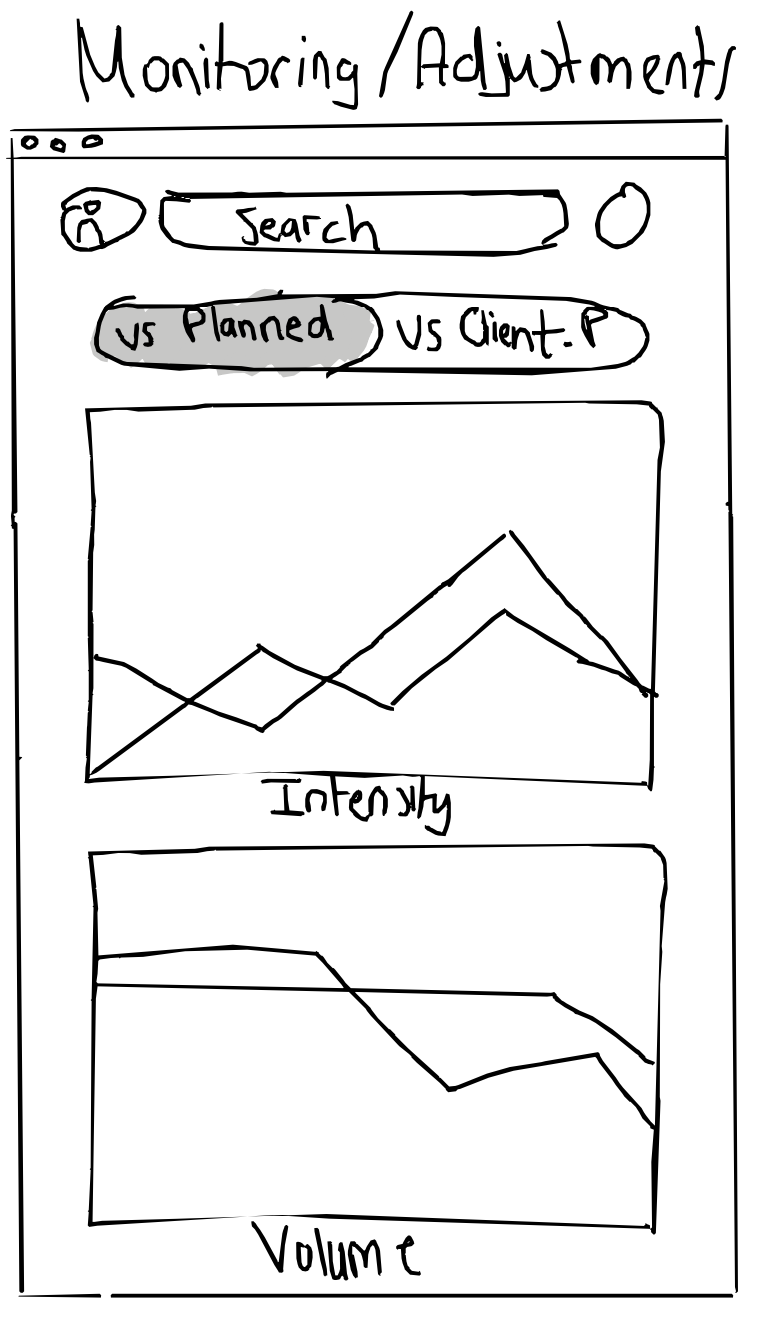 Monitoring/Adjustments
Search
vs Planned
vs Client-P
Intensity
Volume